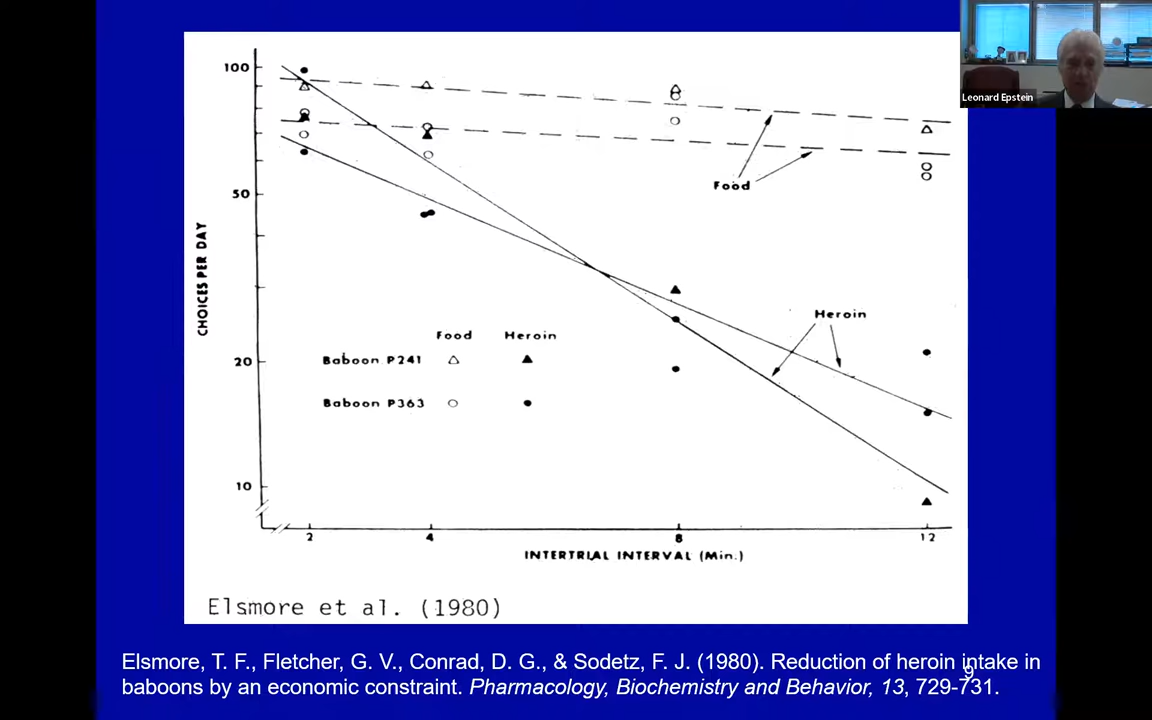 Leonard Epstein
100
50
20
10
CHOICES PER DAY
Food
Heroin
Food Heroin
Baboon P241
Baboon P363
2 4 8 12
INTERTRIAL INTERVAL (Min.)
Elsmore et al. (1980)
Elsmore, T. F., Fletcher, G. V., Conrad, D. G., & Sodetz, F. J. (1980). Reduction of heroin intake in
baboons by an economic constraint. Pharmacology, Biochemistry and Behavior, 13, 729-731.
9